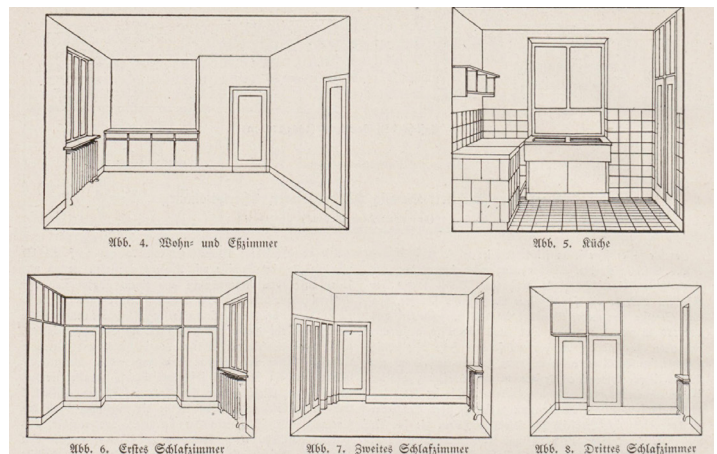 Abb. 4. Wohn- und Eßzimmer
Abb. 5. Küche
Abb. 6. Erstes Schlafzimmer
Abb. 7. Zweites Schlafzimmer
Abb. 8. Drittes Schlafzimmer